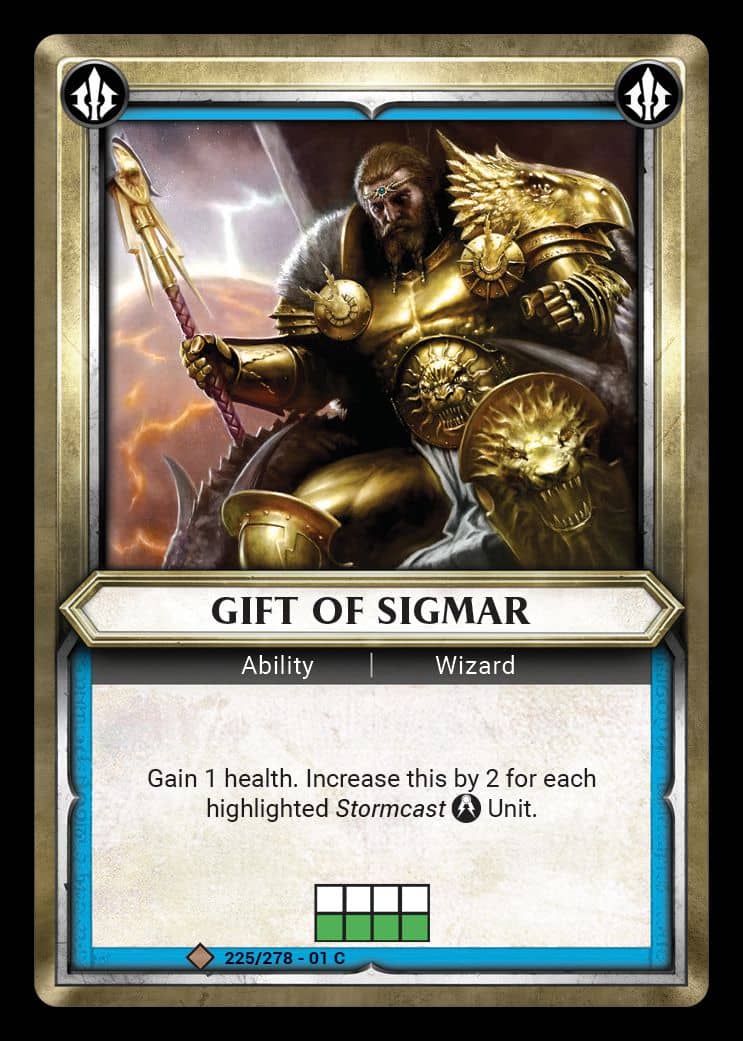 GIFT OF SIGMAR
Ability | Wizard
Gain 1 health. Increase this by 2 for each
highlighted Stormcast Unit.
225/278 - 01 C